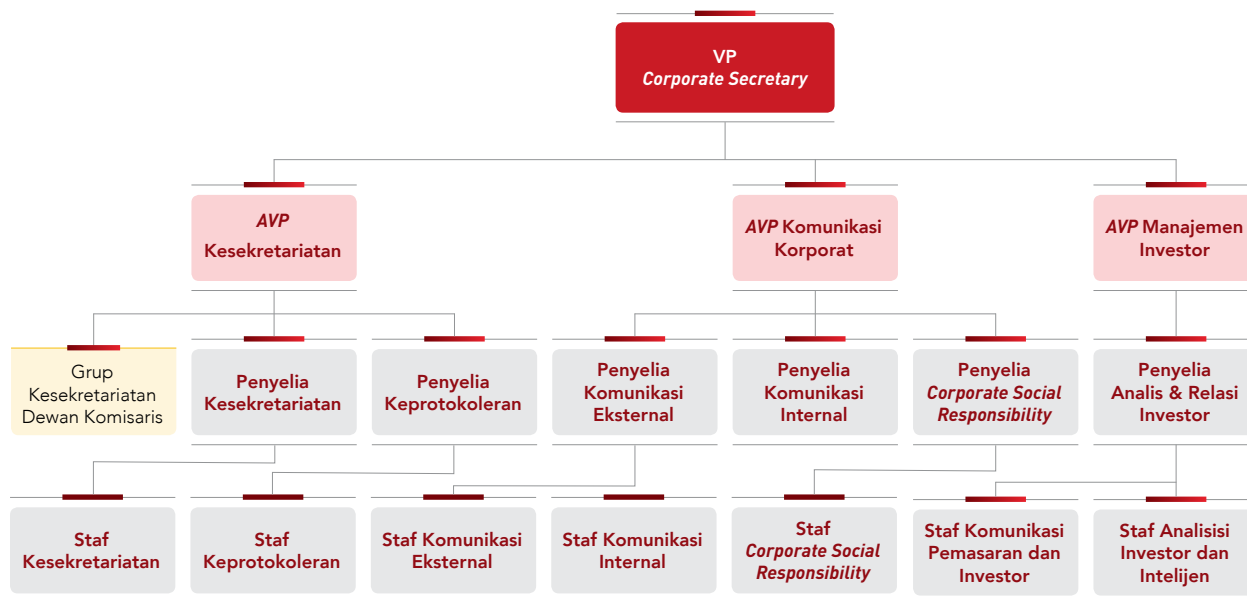 VP
Corporate Secretary
AVP
Kesekretariatan
AVP Komunikasi
Korporat
AVP Manajemen
Investor
Grup
Kesekretariatan
Dewan Komisaris
Penyelia
Kesekretariatan
Penyelia
Keprotokoleran
Penyelia
Komunikasi
Eksternal
Penyelia
Komunikasi
Internal
Penyelia
Corporate Social
Responsibility
Penyelia
Analis & Relasi
Investor
Staf
Kesekretariatan
Staf
Keprotokoleran
Staf Komunikasi
Eksternal
Staf Komunikasi
Internal
Staf
Corporate Social
Responsibility
Staf Komunikasi
Pemasaran dan
Investor
Staf Analisisi
Investor dan
Intelijen